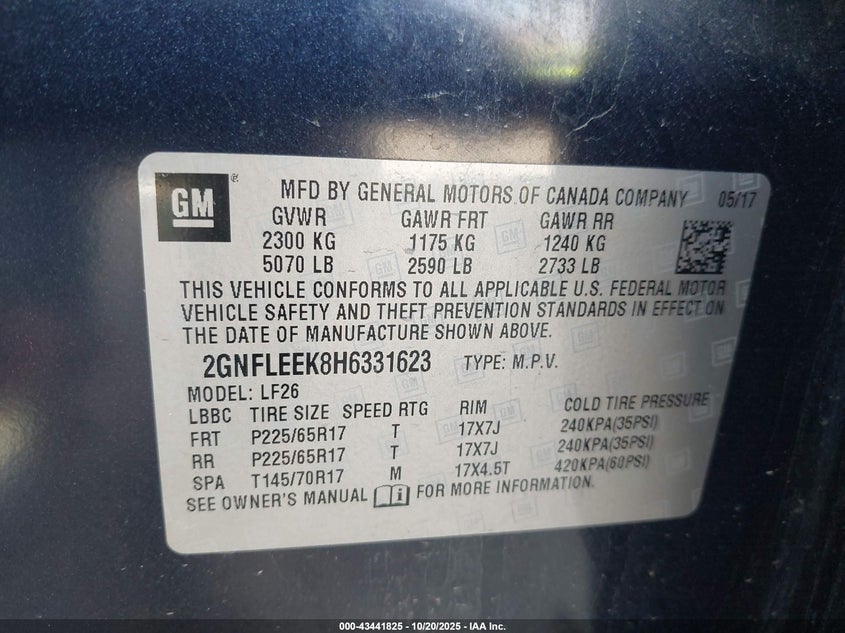 GM ® MFD BY GENERAL MOTORS OF CANADA COMPANY 05/17
GVWR GAWR FRT GAWR RR
2300 KG 1175 KG 1240 KG
5070 LB 2590 LB 2733 LB
THIS VEHICLE CONFORMS TO ALL APPLICABLE U.S. FEDERAL MOTOR
VEHICLE SAFETY AND THEFT PREVENTION STANDARDS IN EFFECT ON
THE DATE OF MANUFACTURE SHOWN ABOVE.
2GNFLEEK8H6331623 TYPE: M.P.V.
MODEL: LF26
LBBC TIRE SIZE SPEED RTG RIM COLD TIRE PRESSURE
FRT P225/65R17 T 17X7J 240KPA(35PSI)
RR P225/65R17 T 17X7J 240KPA(35PSI)
SPA T145/70R17 M 17X4.5T 420KPA(60PSI)
SEE OWNER'S MANUAL FOR MORE INFORMATION.
000-43441825 - 10/20/2025 - IAA Inc.